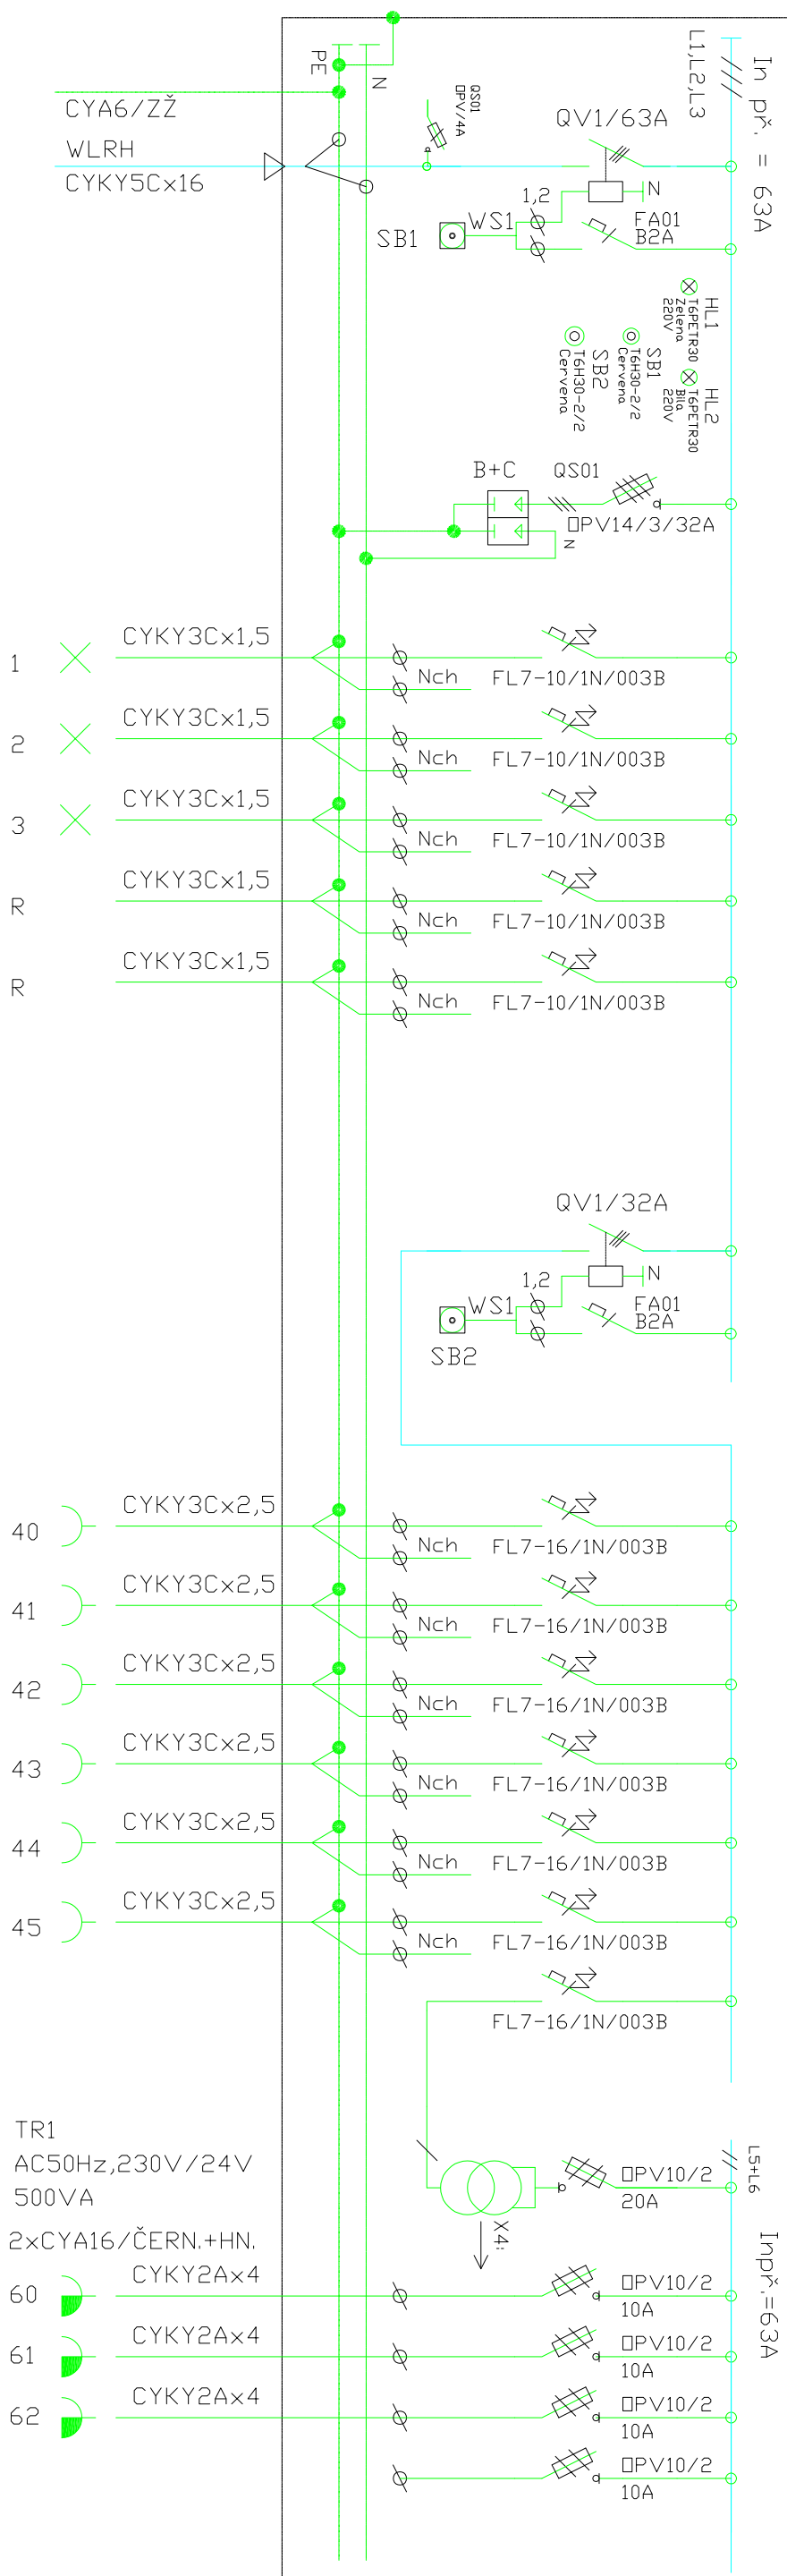 PE
N
L1,L2,L3
In př. = 63A
CYA6/ZŽ
WLRH
CYKY5Cx16
QS01
OPV/4A
QV1/63A
N
1,2
WS1
SB1
FA01
B2A
HL1
T6PETR30
Zelena
220V
SB1
T6H30-2/2
Cervena
SB2
T6H30-2/2
Cervena
HL2
T6PETR30
Bila
220V
B+C
QS01
OPV14/3/32A
N
1
CYKY3Cx1,5
Nch
FL7-10/1N/003B
2
CYKY3Cx1,5
Nch
FL7-10/1N/003B
3
CYKY3Cx1,5
Nch
FL7-10/1N/003B
R
CYKY3Cx1,5
Nch
FL7-10/1N/003B
R
CYKY3Cx1,5
Nch
FL7-10/1N/003B
QV1/32A
N
1,2
WS1
SB2
FA01
B2A
40
CYKY3Cx2,5
Nch
FL7-16/1N/003B
41
CYKY3Cx2,5
Nch
FL7-16/1N/003B
42
CYKY3Cx2,5
Nch
FL7-16/1N/003B
43
CYKY3Cx2,5
Nch
FL7-16/1N/003B
44
CYKY3Cx2,5
Nch
FL7-16/1N/003B
45
CYKY3Cx2,5
Nch
FL7-16/1N/003B
FL7-16/1N/003B
TR1
AC50Hz,230V/24V
500VA
2xCYA16/ČERN.+HN.
X4:
OPV10/2
20A
L5+L6
Inpř.=63A
60
CYKY2Ax4
OPV10/2
10A
61
CYKY2Ax4
OPV10/2
10A
62
CYKY2Ax4
OPV10/2
10A
OPV10/2
10A